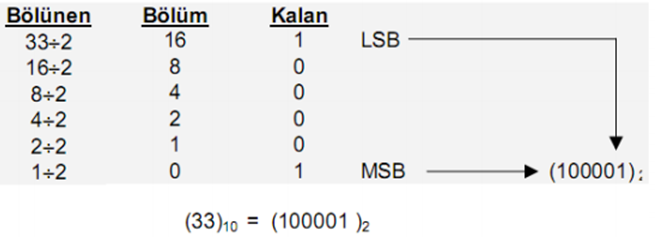 Bölünen Bölüm Kalan
33÷2 16 1 LSB
16÷2 8 0
8÷2 4 0
4÷2 2 0
2÷2 1 0
1÷2 0 1 MSB (100001)₂
(33)₁₀ = (100001 )₂